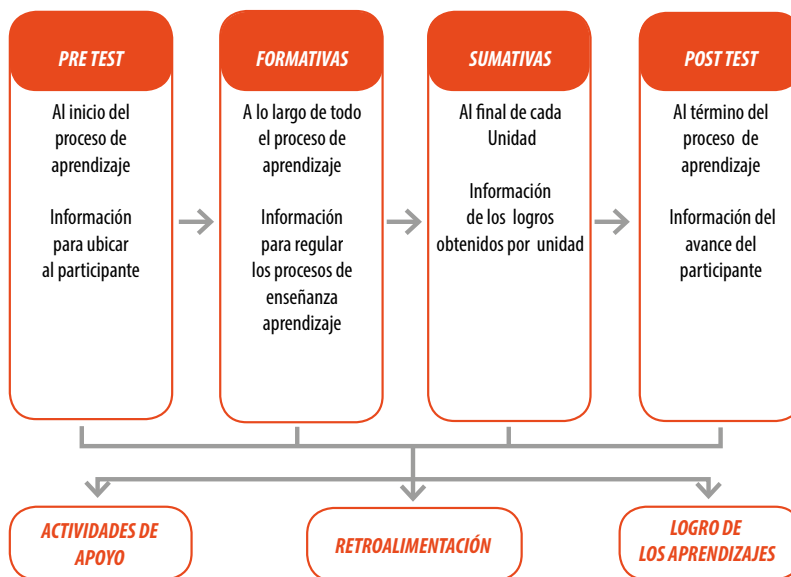 PRE TEST
Al inicio del
proceso de
aprendizaje
Información
para ubicar
al participante
FORMATIVAS
A lo largo de todo
el proceso de
aprendizaje
Información
para regular
los procesos de
enseñanza
aprendizaje
SUMATIVAS
Al final de cada
Unidad
Información
de los logros
obtenidos por unidad
POST TEST
Al término del
proceso de
aprendizaje
Información del
avance del
participante
ACTIVIDADES DE
APOYO
RETROALIMENTACIÓN
LOGRO DE
LOS APRENDIZAJES